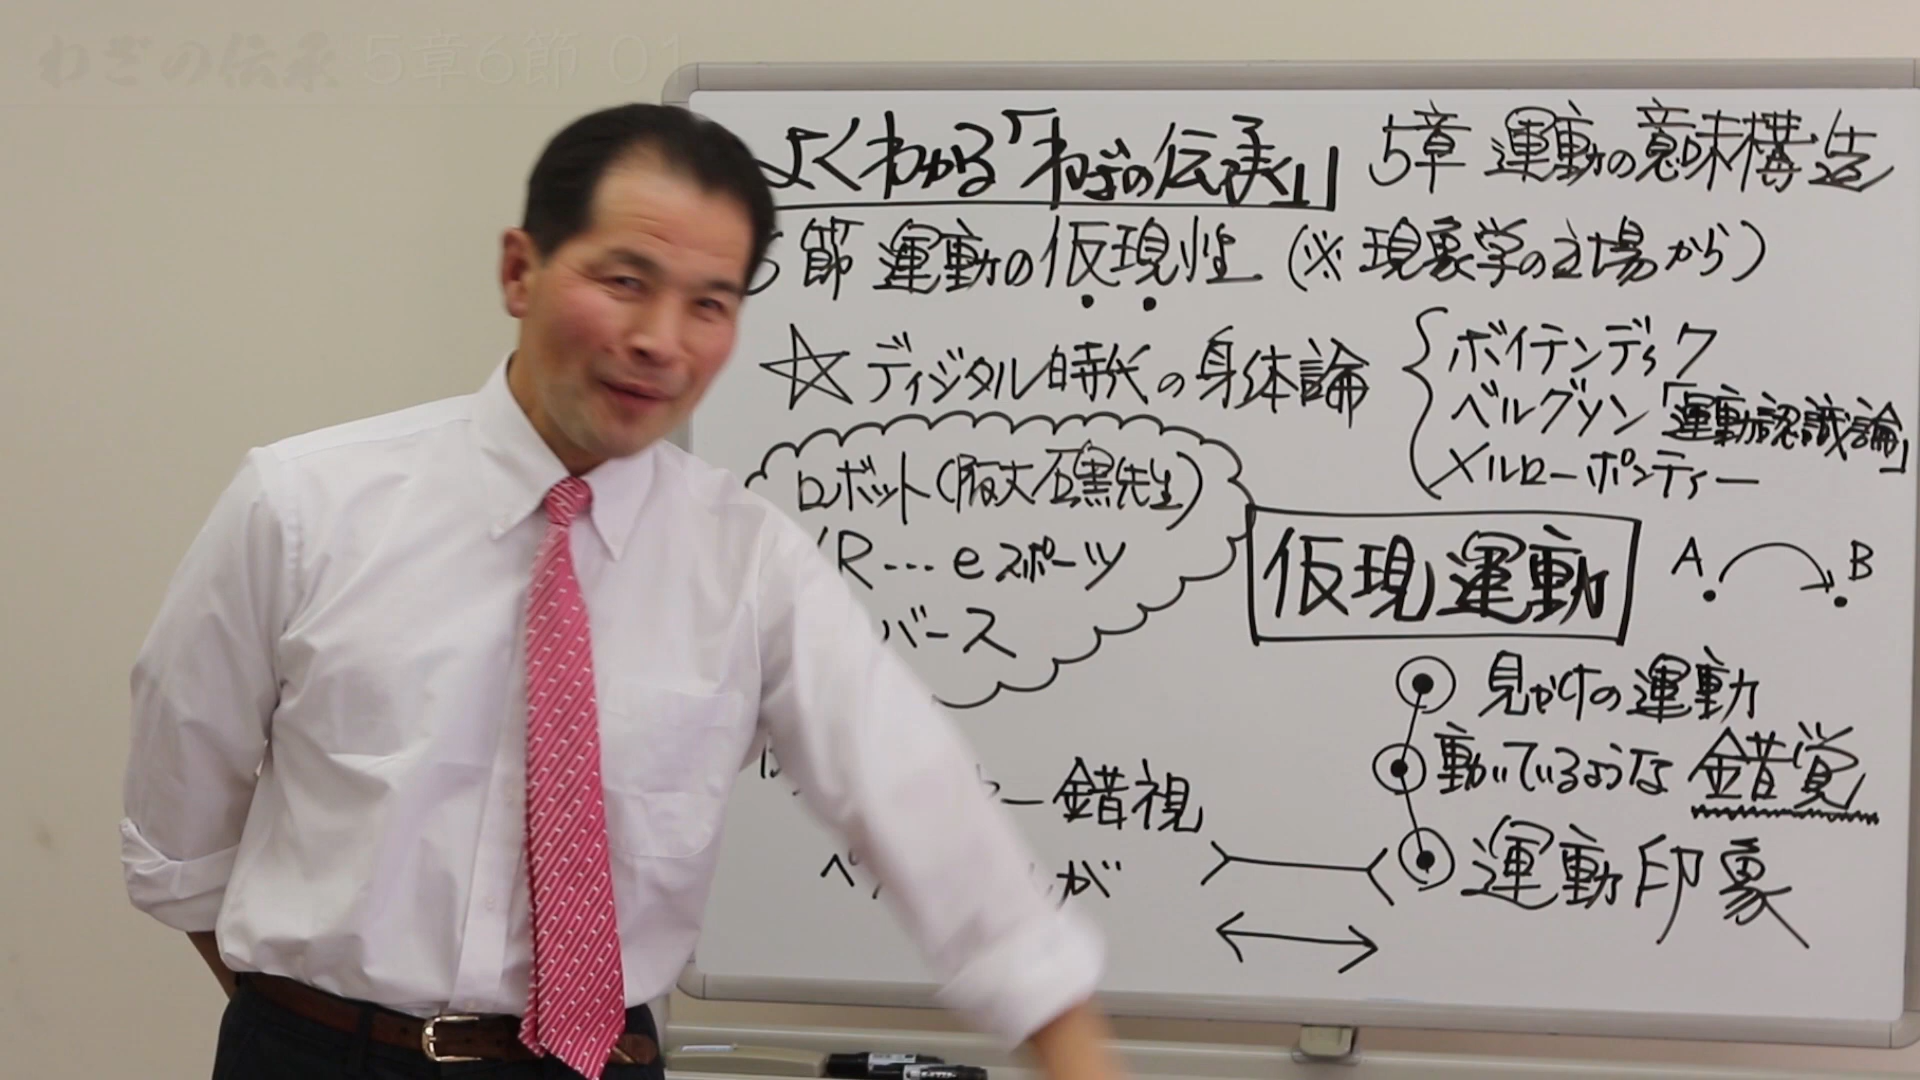 わざの伝承 5章6節 01
よくわかる「わざの伝承」 5章 運動の意味構造
節 運動の仮現性 (※ 現象学の立場から)
☆ ディジタル時代の身体論
ボイテンディク
ベルグソン「運動認識論」
メルローポンティー
ロボット(阪大石黒先生)
R…eスポーツ
バース
仮現運動
A B
見かけの運動
動いているような錯覚
運動印象
ー錯視
が